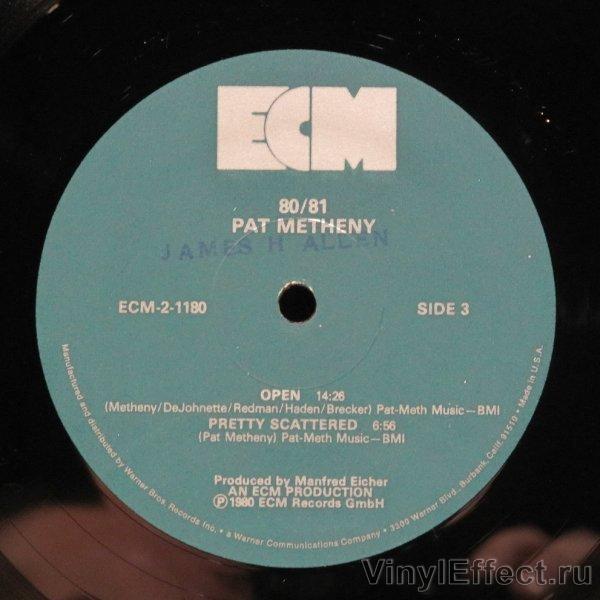 ECM
80/81
PAT METHENY
JAMES H ALLEN
ECM-2-1180
SIDE 3
OPEN 14:26
(Metheny/DeJohnette/Redman/Haden/Brecker) Pat-Meth Music—BMI
PRETTY SCATTERED 6:56
(Pat Metheny) Pat-Meth Music—BMI
Produced by Manfred Eicher
AN ECM PRODUCTION
℗ 1980 ECM Records GmbH
Manufactured and distributed by Warner Bros. Records Inc. • a Warner Communications Company • 3300 Warner Blvd., Burbank, Calif. 91510 • Made in U.S.A.
VinylEffect.ru